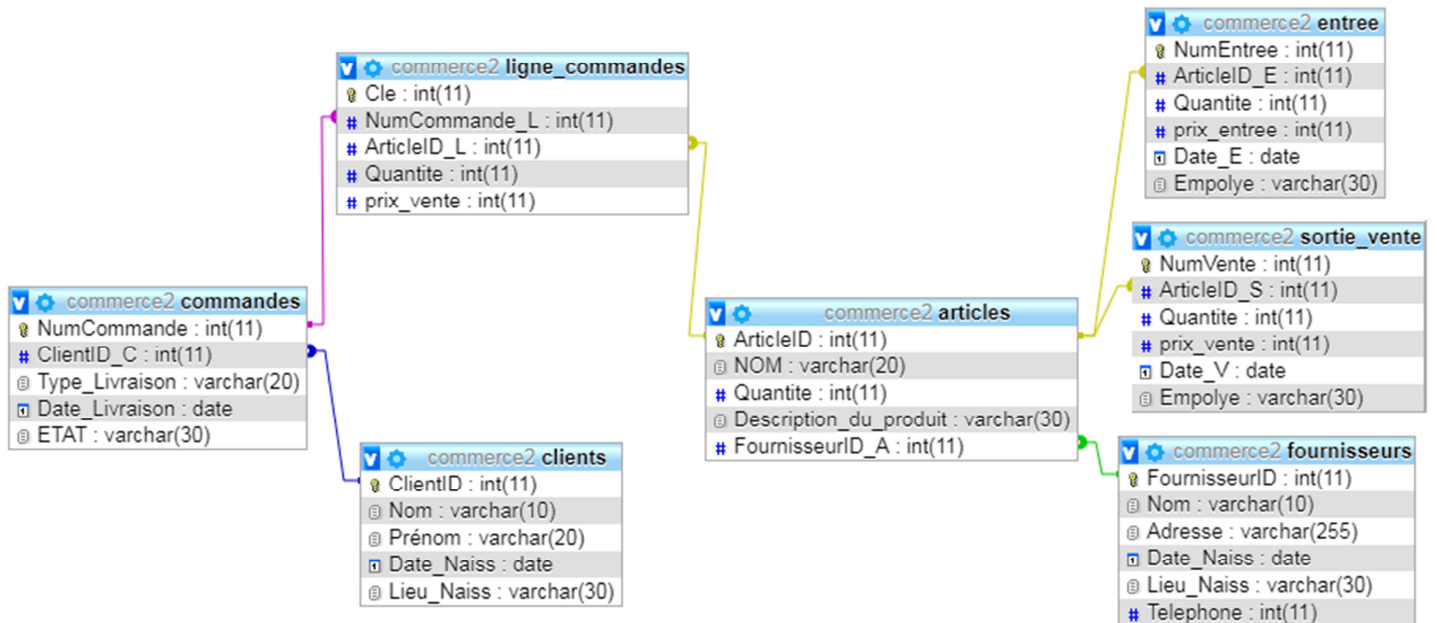 commerce2 ligne_commandes
Cle : int(11)
# NumCommande_L : int(11)
# ArticleID_L : int(11)
# Quantite : int(11)
# prix_vente : int(11)
commerce2 commandes
NumCommande : int(11)
# ClientID_C : int(11)
Type_Livraison : varchar(20)
Date_Livraison : date
ETAT : varchar(30)
commerce2 clients
ClientID : int(11)
Nom : varchar(10)
Prénom : varchar(20)
Date_Naiss : date
Lieu_Naiss : varchar(30)
commerce2 articles
ArticleID : int(11)
NOM : varchar(20)
# Quantite : int(11)
Description_du_produit : varchar(30)
# FournisseurID_A : int(11)
commerce2 entree
NumEntree : int(11)
# ArticleID_E : int(11)
# Quantite : int(11)
# prix_entree : int(11)
Date_E : date
Empolye : varchar(30)
commerce2 sortie_vente
NumVente : int(11)
# ArticleID_S : int(11)
# Quantite : int(11)
# prix_vente : int(11)
Date_V : date
Empolye : varchar(30)
commerce2 fournisseurs
FournisseurID : int(11)
Nom : varchar(10)
Adresse : varchar(255)
Date_Naiss : date
Lieu_Naiss : varchar(30)
# Telephone : int(11)